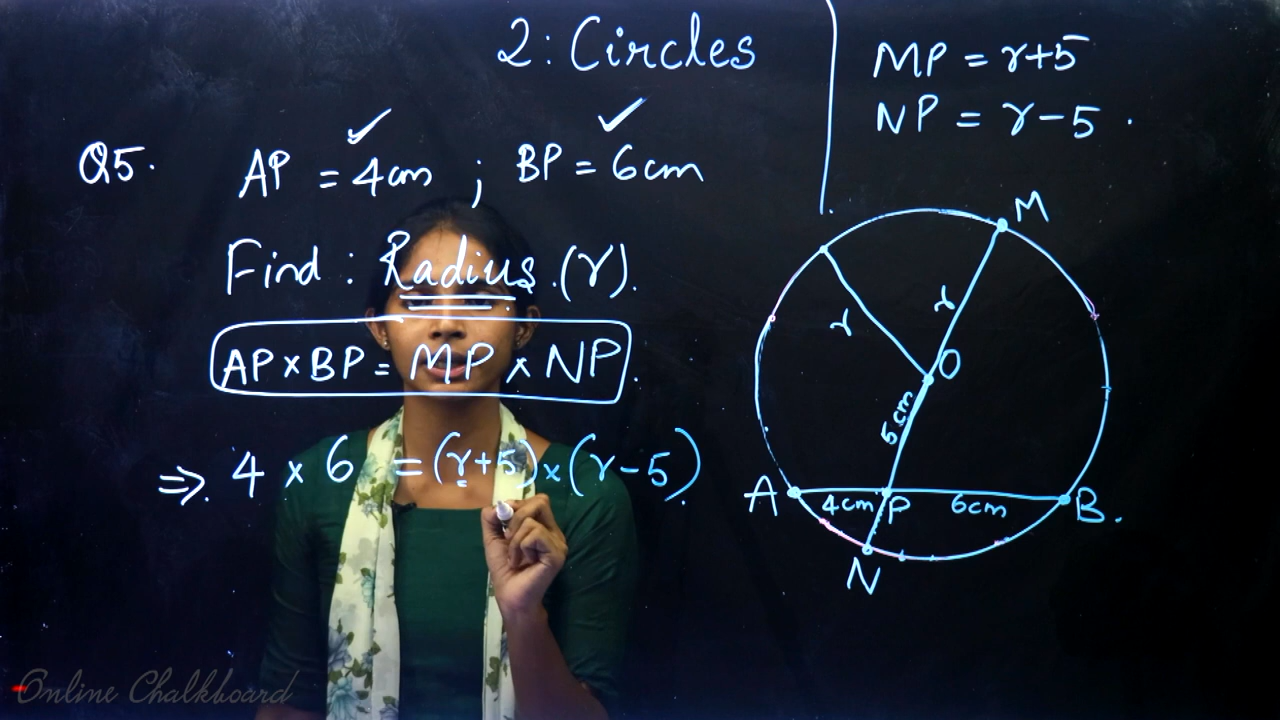 2: Circles
MP = r+5
NP = r-5.
Q5. AP = 4cm ; BP = 6cm
Find : Radius.(r).
AP×BP = MP × NP.
⇒ 4 × 6 = (r+5)×(r-5)
M
r
r
O
5cm
A 4cm P 6cm B.
N
Online Chalkboard